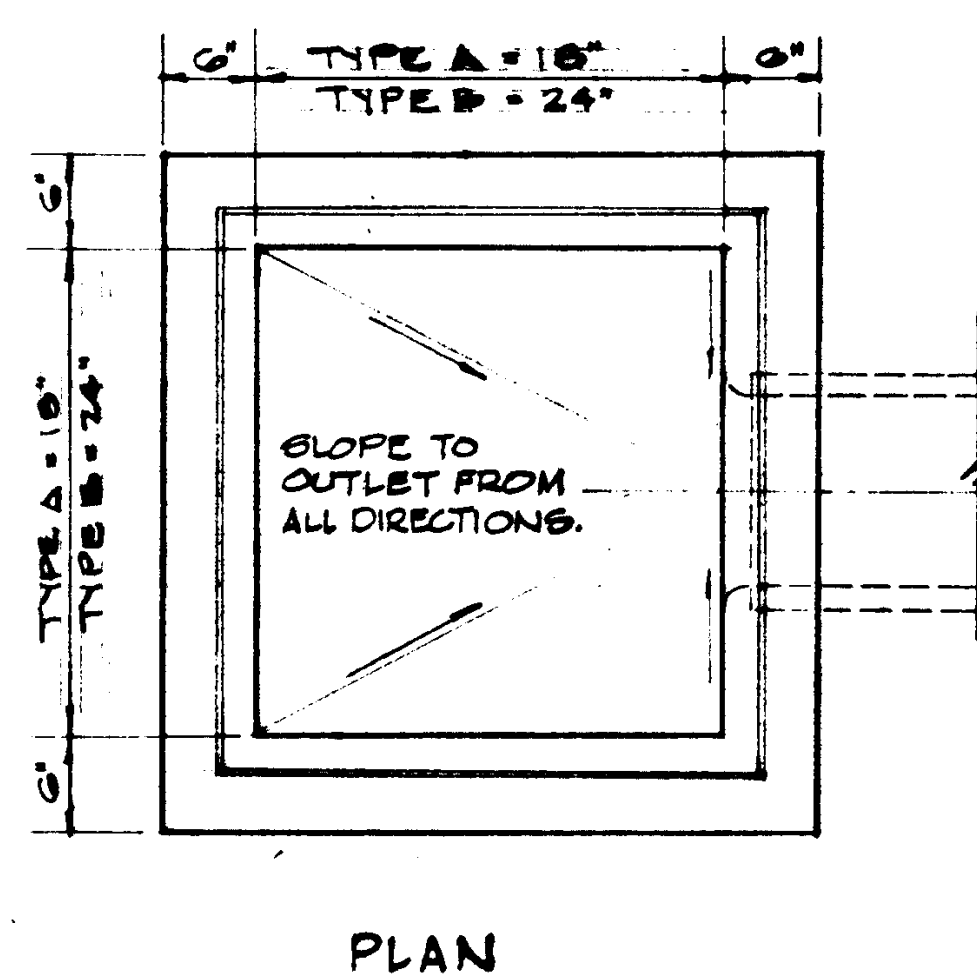 6"
TYPE A = 18"
6"
TYPE B = 24"
6"
TYPE A = 18"
TYPE B = 24"
6"
SLOPE TO
OUTLET FROM
ALL DIRECTIONS.
PLAN